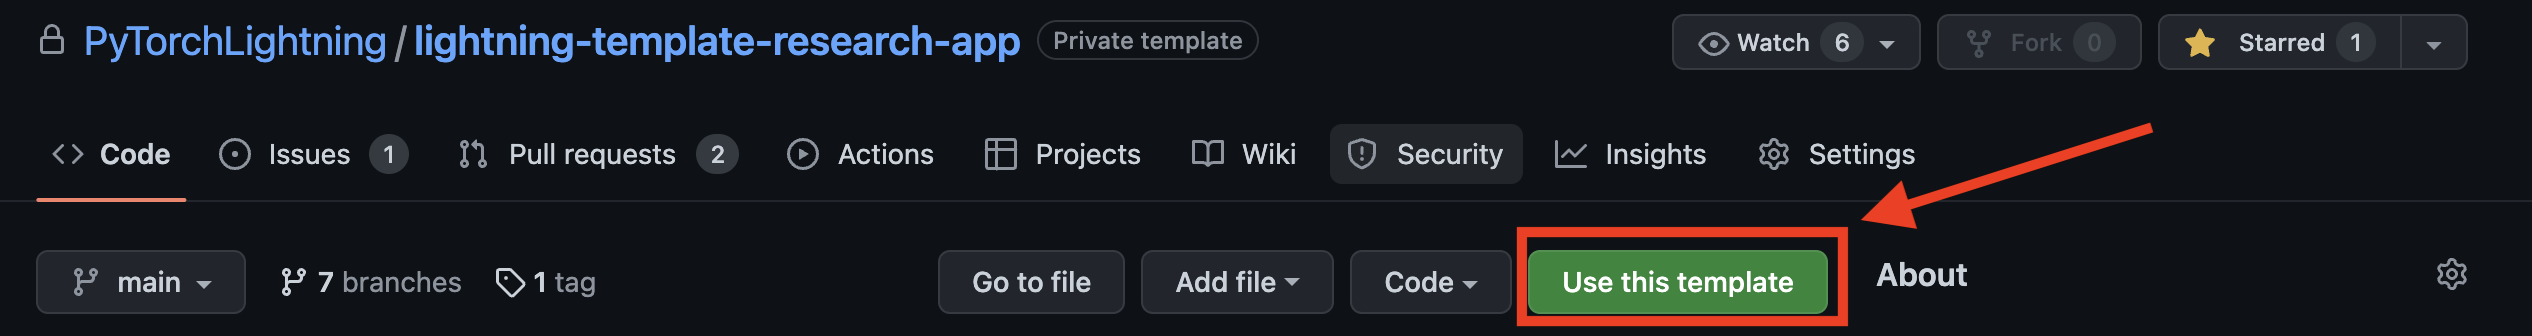 PyTorchLightning / lightning-template-research-app Private template Watch 6 Fork 0 Starred 1
Code Issues 1 Pull requests 2 Actions Projects Wiki Security Insights Settings
main 7 branches 1 tag Go to file Add file Code Use this template About